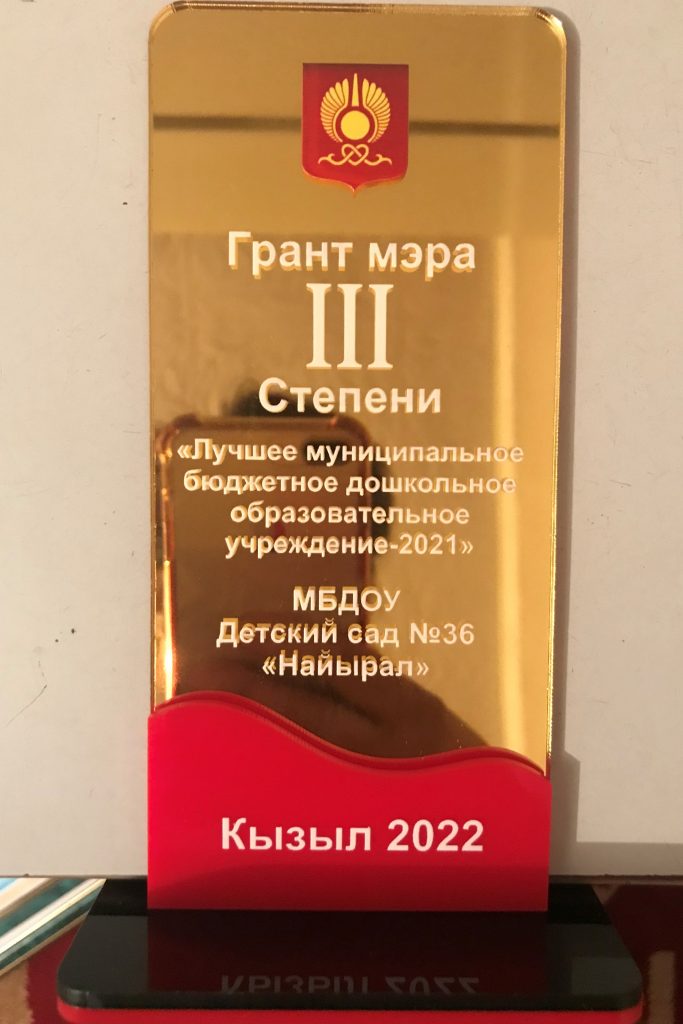 Грант мэра
III
Степени
«Лучшее муниципальное
бюджетное дошкольное
образовательное
учреждение-2021»
МБДОУ
Детский сад №36
«Найырал»
Кызыл 2022